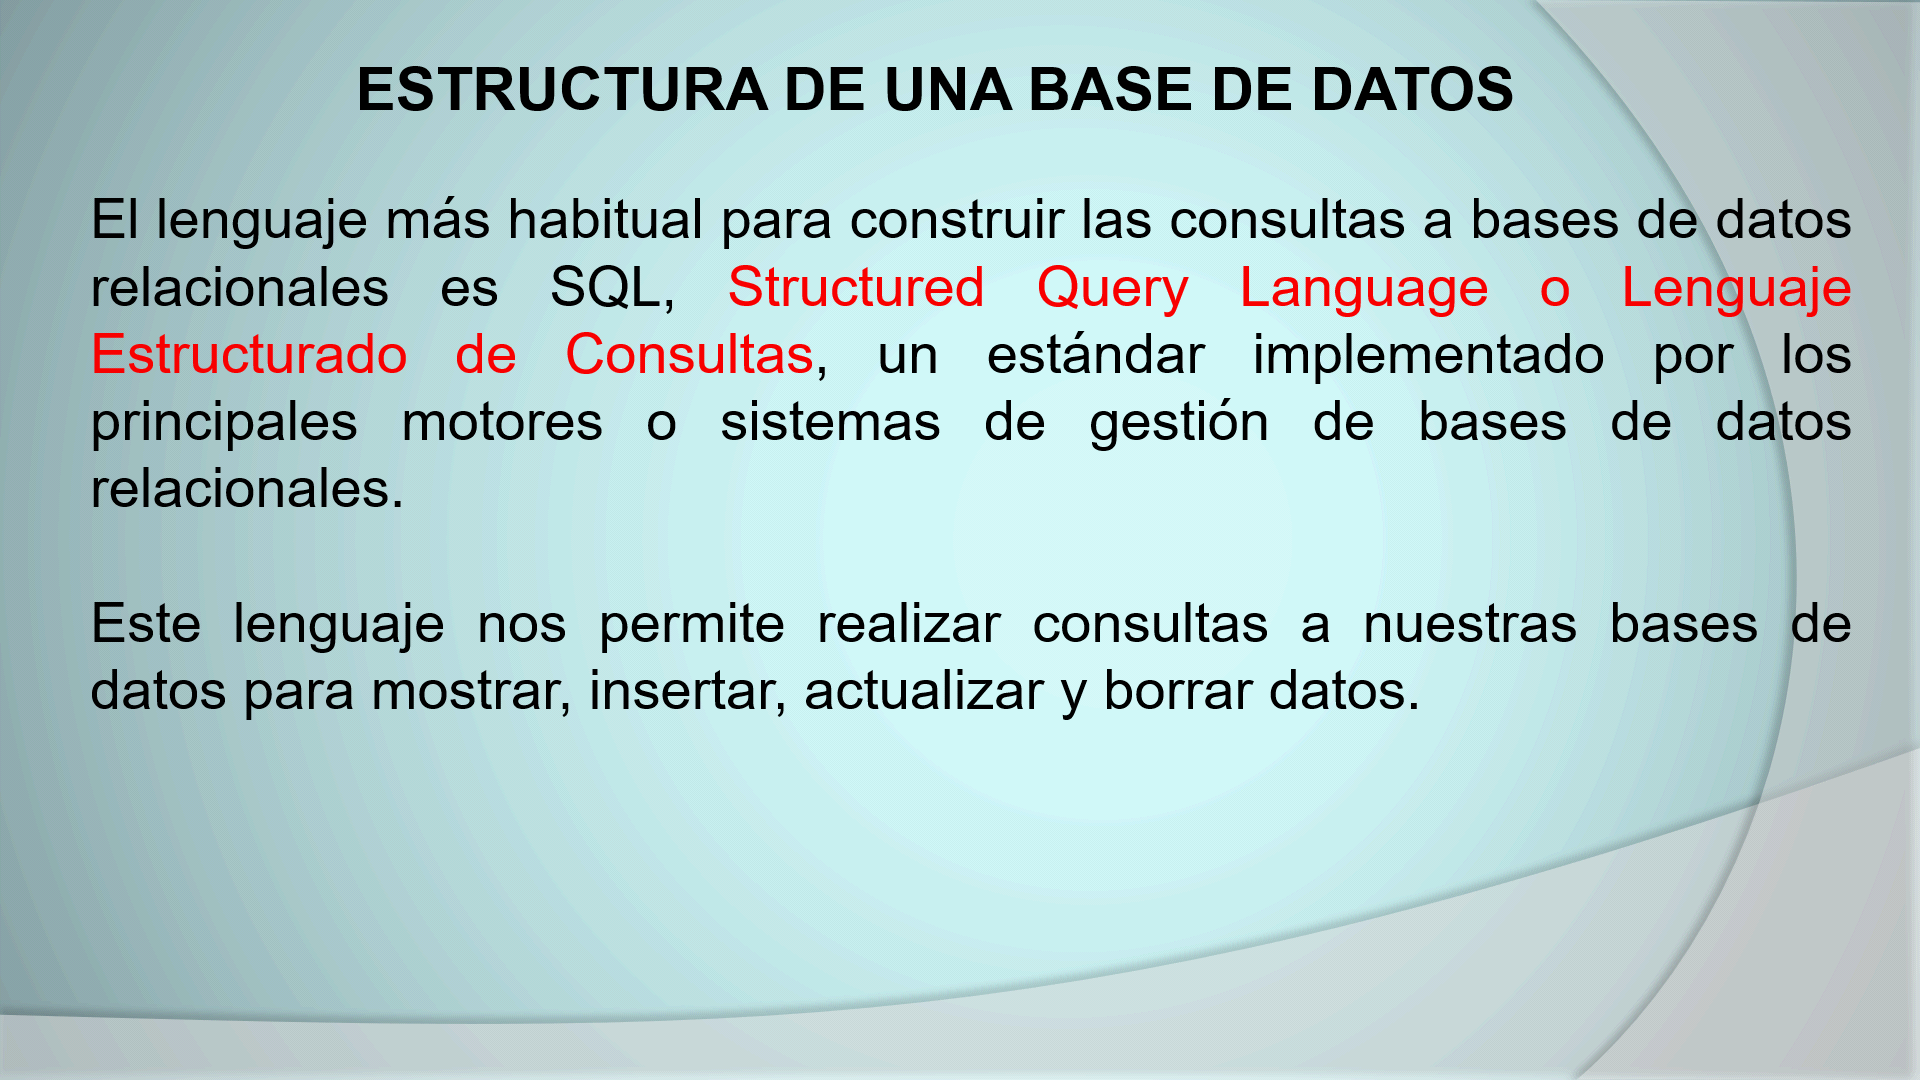 ESTRUCTURA DE UNA BASE DE DATOS
El lenguaje más habitual para construir las consultas a bases de datos
relacionales es SQL, Structured Query Language o Lenguaje
Estructurado de Consultas, un estándar implementado por los
principales motores o sistemas de gestión de bases de datos
relacionales.
Este lenguaje nos permite realizar consultas a nuestras bases de
datos para mostrar, insertar, actualizar y borrar datos.